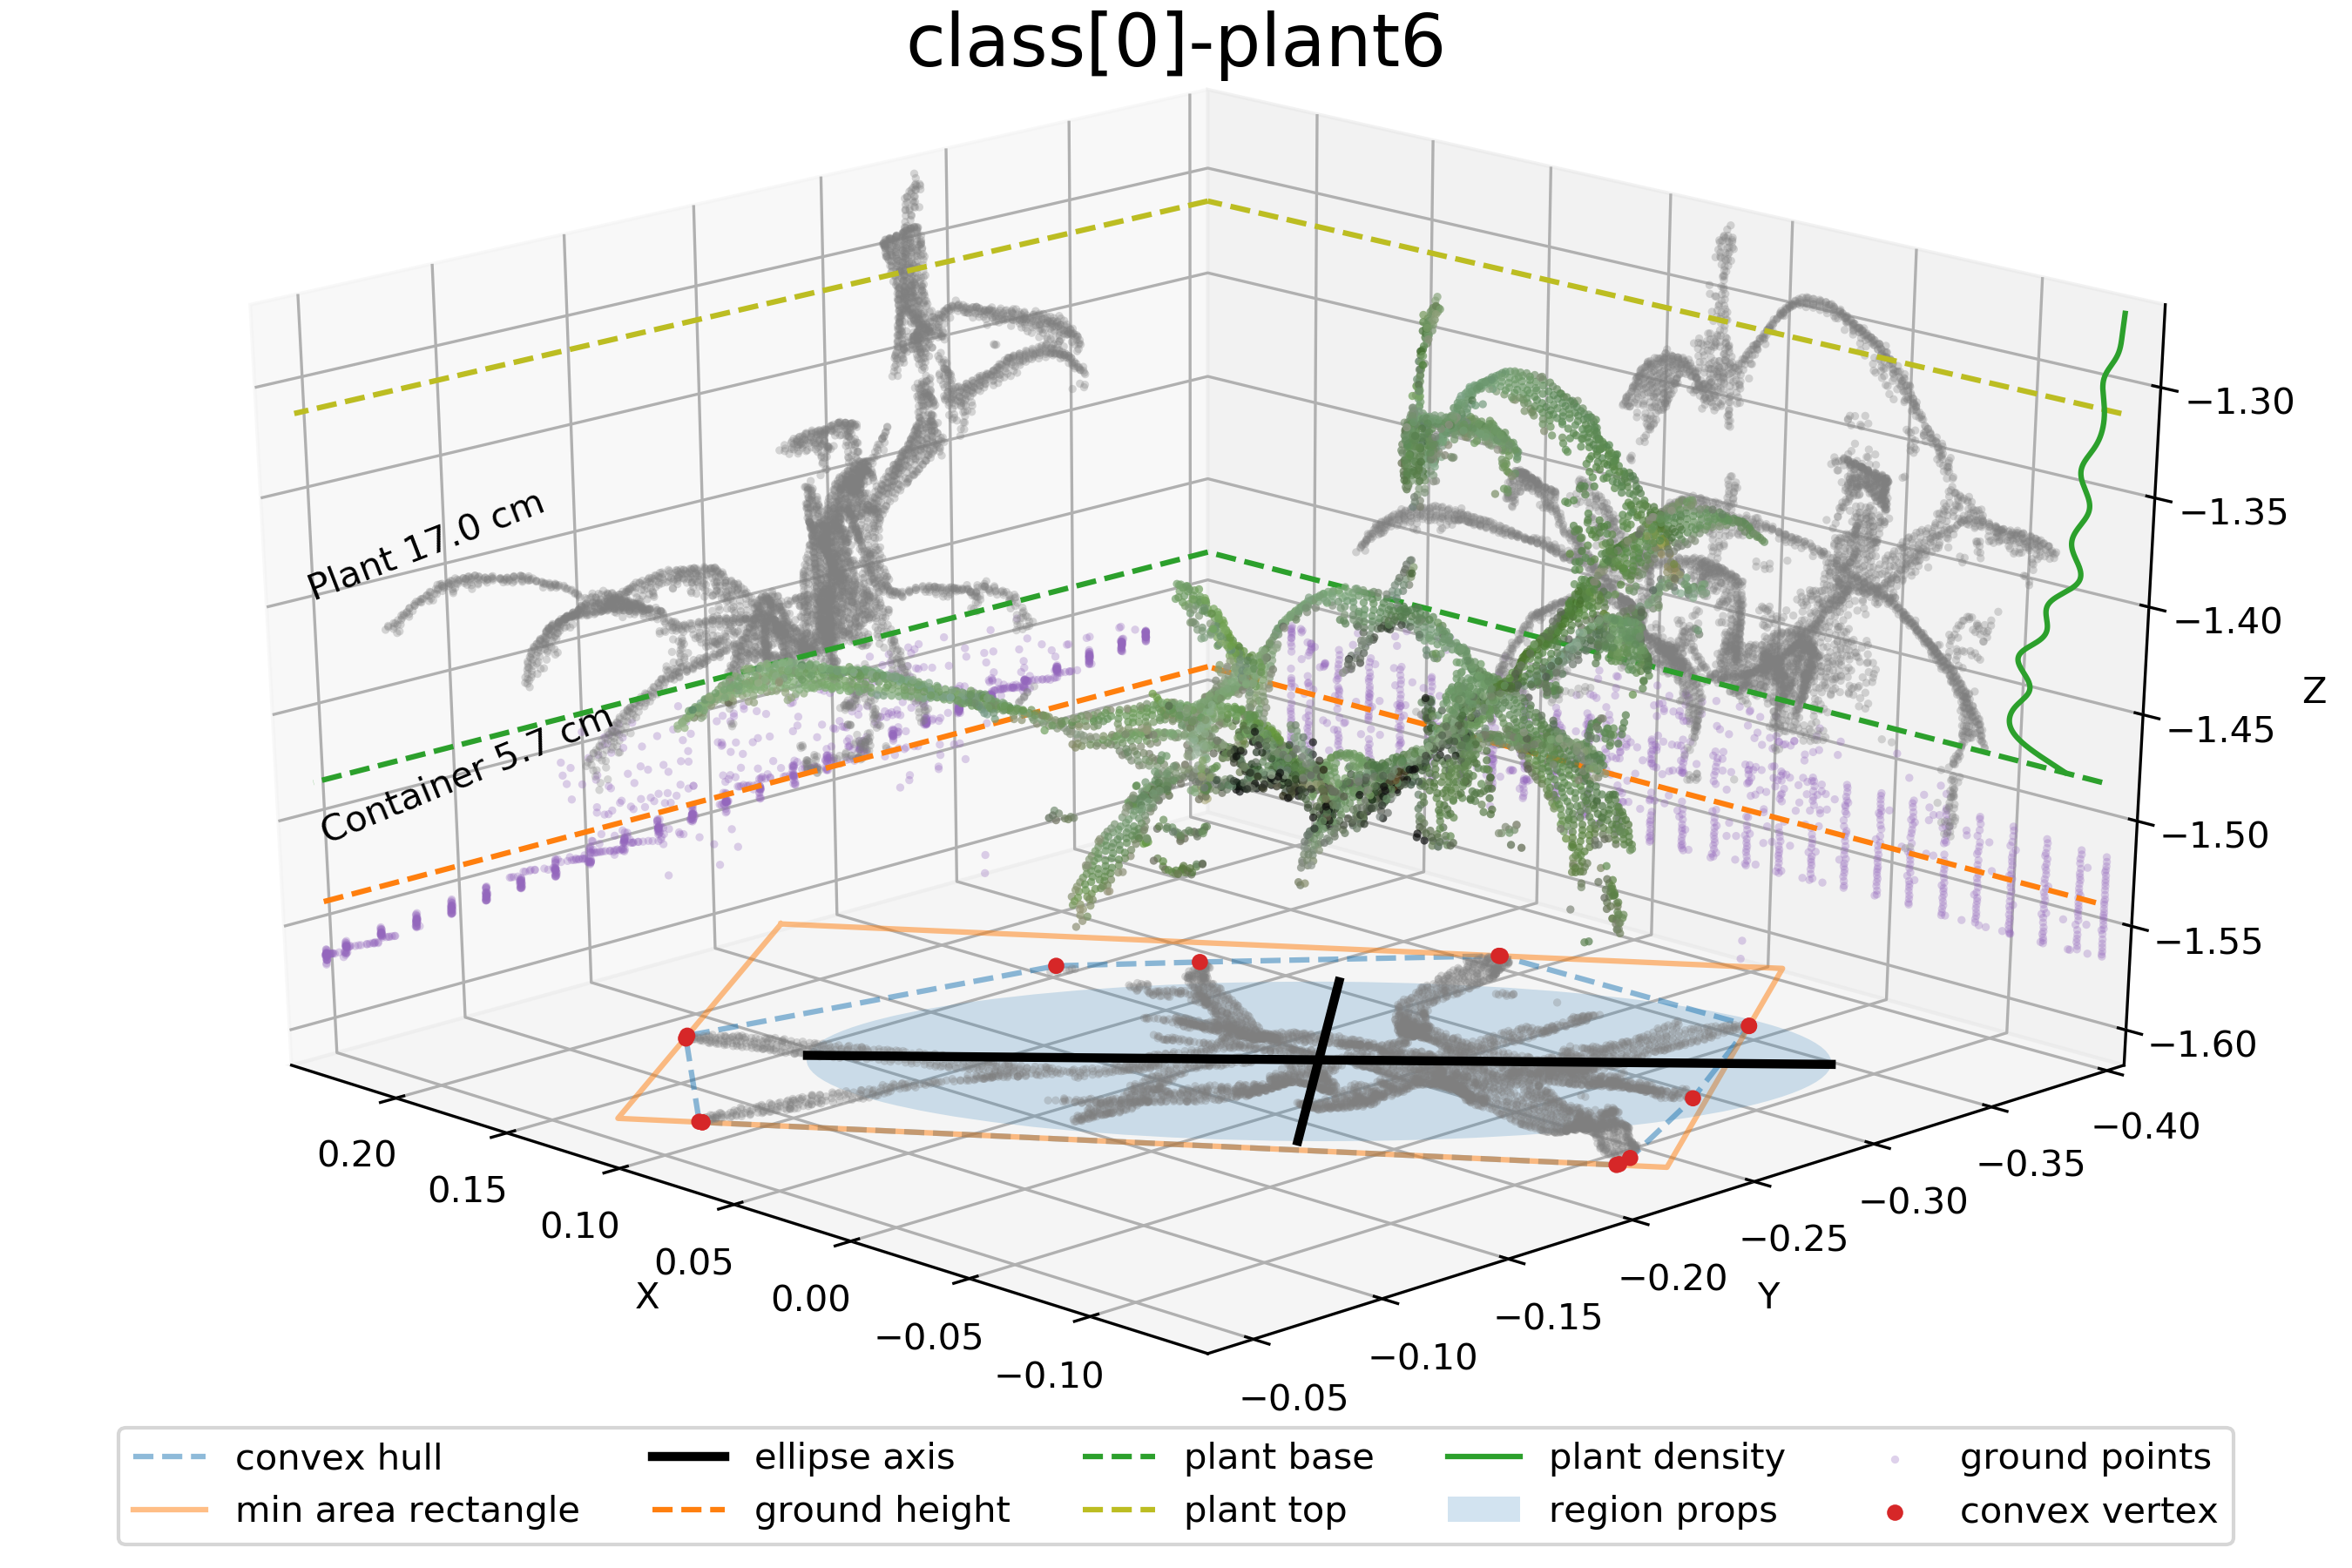 class[0]-plant6
Plant 17.0 cm
Container 5.7 cm
−1.30
−1.35
−1.40
−1.45
−1.50
−1.55
−1.60
Z
0.20
0.15
0.10
0.05
0.00
−0.05
−0.10
X
−0.40
−0.35
−0.30
−0.25
−0.20
−0.15
−0.10
−0.05
Y
convex hull
min area rectangle
ellipse axis
ground height
plant base
plant top
plant density
region props
ground points
convex vertex